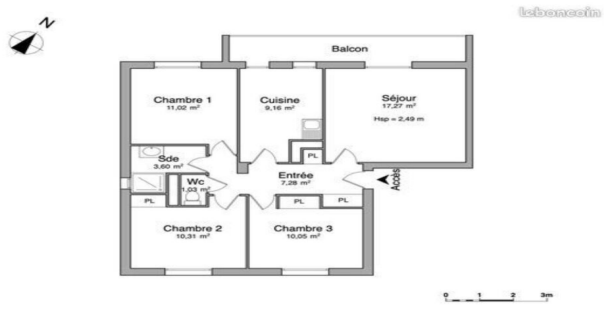 N
leboncoin
Balcon
Chambre 1
11,02 m²
Cuisine
9,16 m²
Séjour
17,27 m²
Hsp = 2,49 m
Sde
3,60 m²
PL
Wc
1,03 m²
Entrée
7,28 m²
Accès
PL
PL
PL
Chambre 2
10,31 m²
Chambre 3
10,05 m²
0 1 2 3m